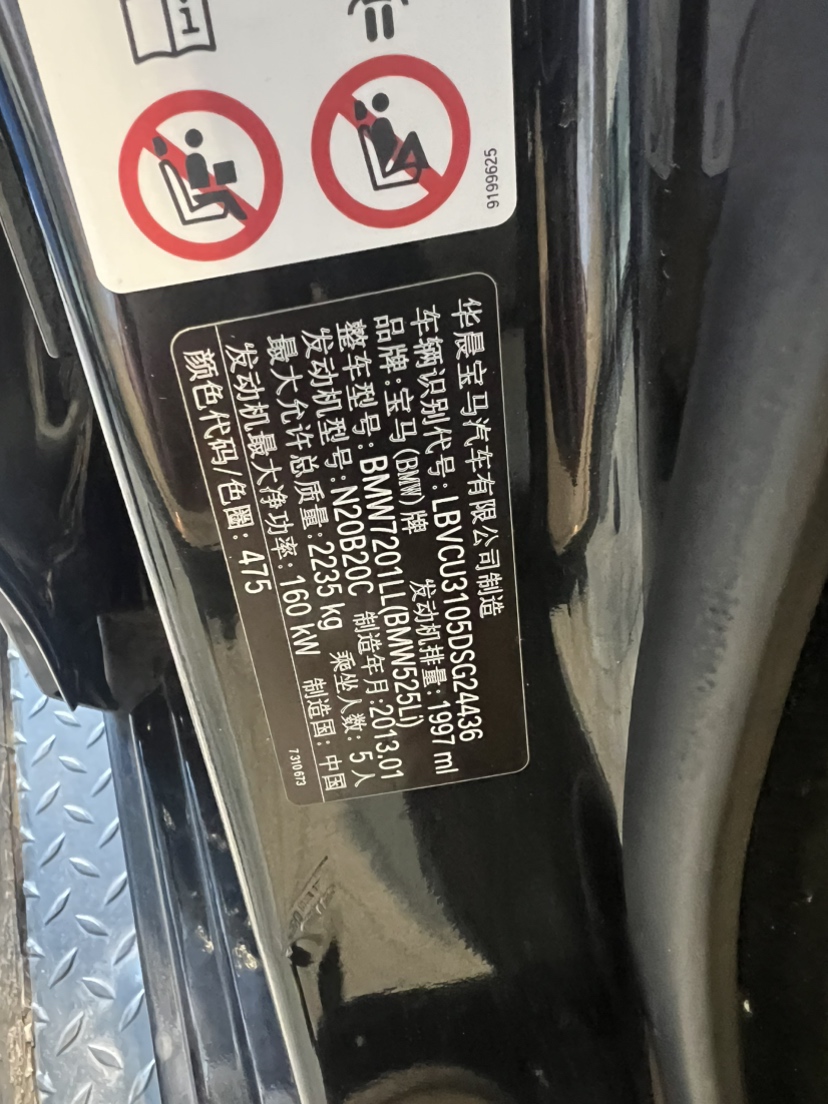 i
9199625
华晨宝马汽车有限公司制造
车辆识别代号: LBVCU3105DSG24436
品牌: 宝马(BMW)牌 发动机排量: 1997 ml
整车型号: BMW7201LL(BMW525Li)
发动机型号: N20B20C 制造年月: 2013.01
最大允许总质量: 2235 kg 乘坐人数: 5 人
发动机最大净功率: 160 kW 制造国: 中国
颜色代码/色圈: 475
7 310 673